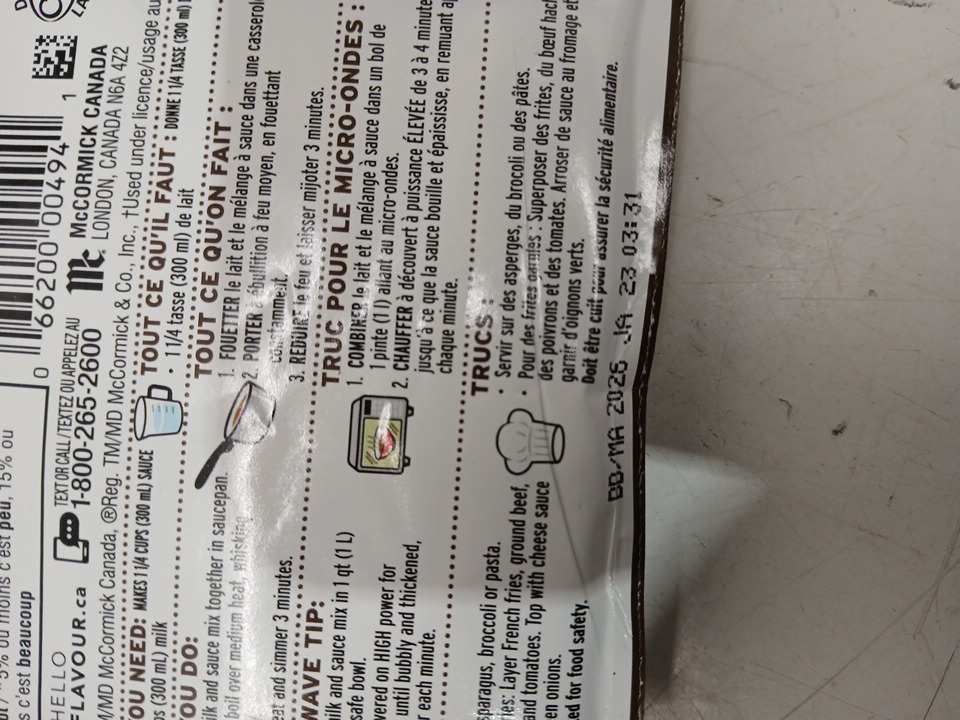 5% ou moins c'est peu, 15% ou
s c'est beaucoup
HELLO
FLAVOUR.ca
TEXT OR CALL / TEXTEZ OU APPELEZ AU
1-800-265-2600
0 66200 00494 1
McCORMICK CANADA
LONDON, CANADA N6A 4Z2
M/MD McCormick Canada, ®Reg. TM/MD McCormick & Co., Inc., †Used under licence/usage au
YOU NEED: MAKES 1 1/4 CUPS (300 mL) SAUCE
(300 mL) milk
YOU DO:
milk and sauce mix together in saucepan.
boil over medium heat, whisking
eat and simmer 3 minutes.
WAVE TIP:
milk and sauce mix in 1 qt (1 L)
safe bowl.
vered on HIGH power for
until bubbly and thickened,
r each minute.
sparagus, broccoli or pasta.
ies: Layer French fries, ground beef,
and tomatoes. Top with cheese sauce
en onions.
ed for food safety.
TOUT CE QU'IL FAUT : DONNE 1 1/4 TASSE (300 ml)
• 1 1/4 tasse (300 ml) de lait
TOUT CE QU'ON FAIT :
1. FOUETTER le lait et le mélange à sauce dans une casserole
2. PORTER à ébullition à feu moyen, en fouettant
constamment.
3. RÉDUIRE le feu et laisser mijoter 3 minutes.
TRUC POUR LE MICRO-ONDES :
1. COMBINER le lait et le mélange à sauce dans un bol de
1 pinte (1 l) allant au micro-ondes.
2. CHAUFFER à découvert à puissance ÉLEVÉE de 3 à 4 minute
jusqu'à ce que la sauce bouille et épaississe, en remuant a
chaque minute.
TRUCS :
• Servir sur des asperges, du brocoli ou des pâtes.
• Pour des frites garnies : Superposer des frites, du bœuf hac
des poivrons et des tomates. Arroser de sauce au fromage et
garnir d'oignons verts.
Doit être cuit pour assurer la sécurité alimentaire.
BB/MA 2026 JA 23 03:31